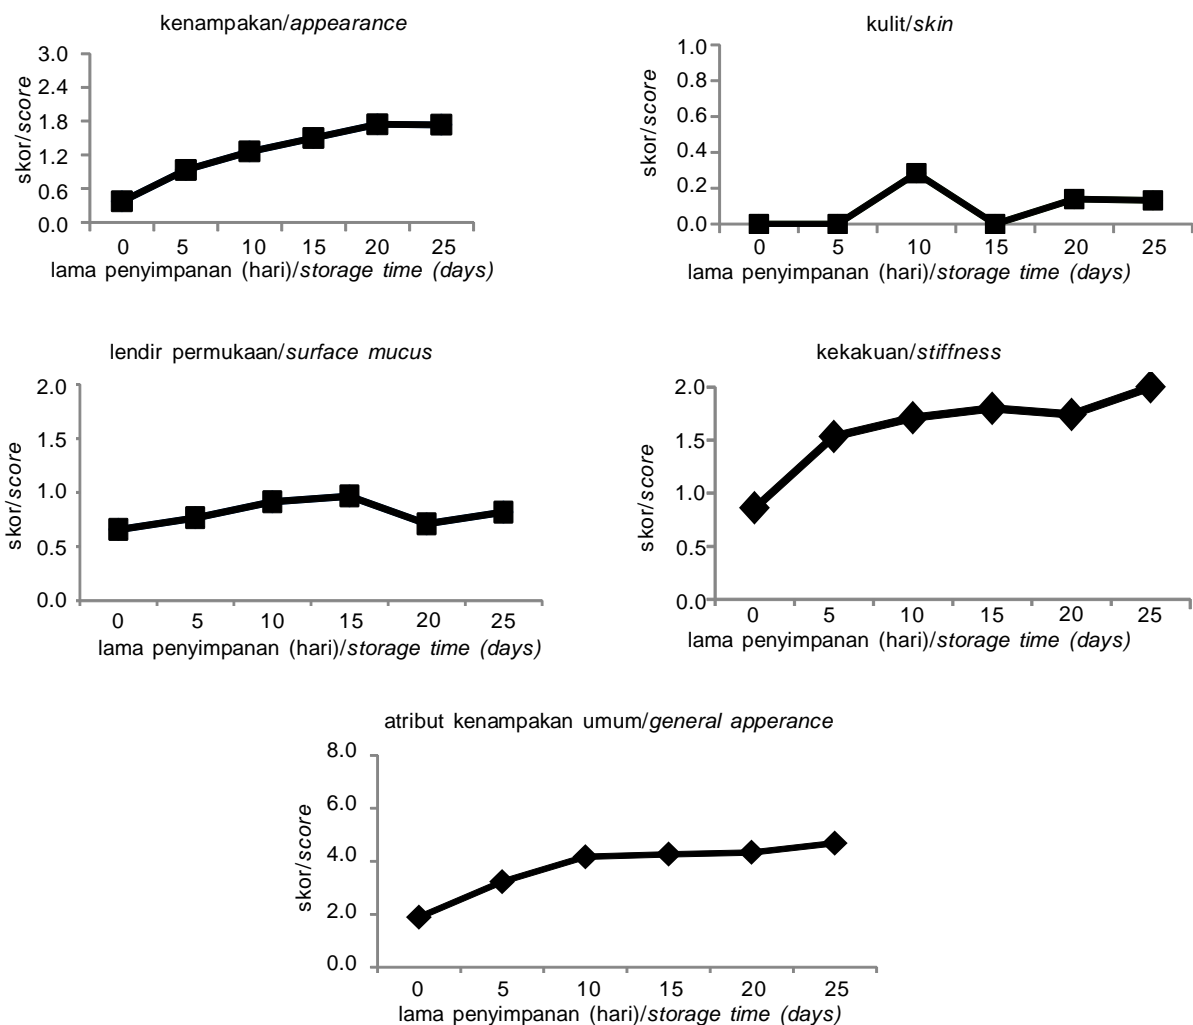 kenampakan/appearance
3.0
2.4
1.8
1.2
0.6
0.0
skor/score
0 5 10 15 20 25
lama penyimpanan (hari)/storage time (days)
kulit/skin
1.0
0.8
0.6
0.4
0.2
0.0
skor/score
0 5 10 15 20 25
lama penyimpanan (hari)/storage time (days)
lendir permukaan/surface mucus
2.0
1.5
1.0
0.5
0.0
skor/score
0 5 10 15 20 25
lama penyimpanan (hari)/storage time (days)
kekakuan/stiffness
2.0
1.5
1.0
0.5
0.0
skor/score
0 5 10 15 20 25
lama penyimpanan (hari)/storage time (days)
atribut kenampakan umum/general apperance
8.0
6.0
4.0
2.0
0.0
skor/score
0 5 10 15 20 25
lama penyimpanan (hari)/storage time (days)